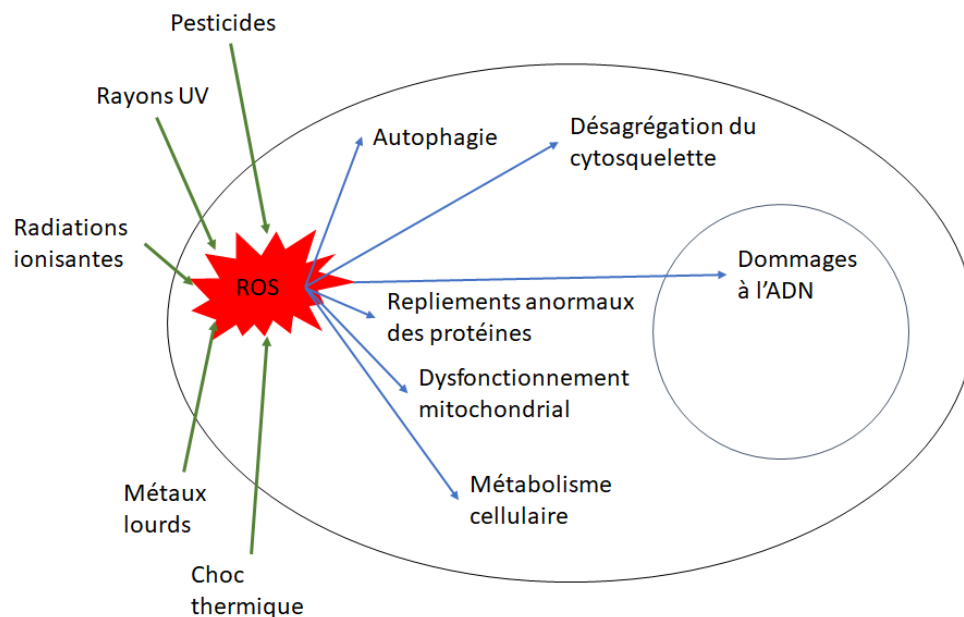 Pesticides
Rayons UV
Autophagie
Désagrégation du
cytosquelette
Radiations
ionisantes
ROS
Dommages
à l'ADN
Repliements anormaux
des protéines
Dysfonctionnement
mitochondrial
Métaux
lourds
Métabolisme
cellulaire
Choc
thermique